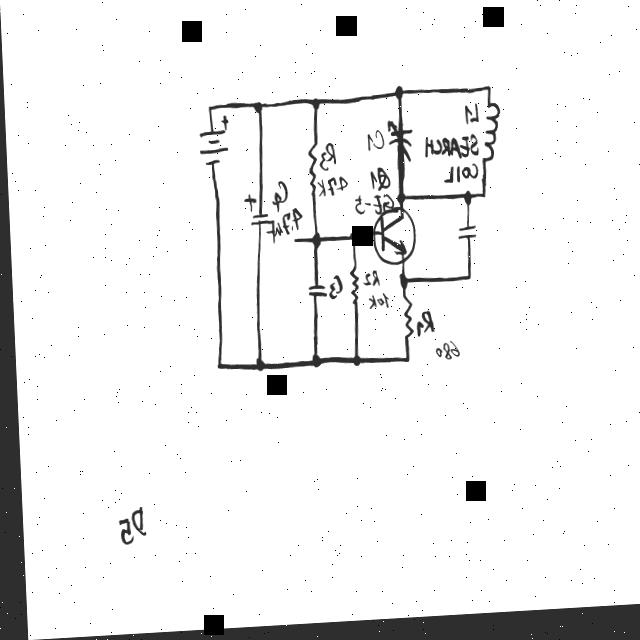 +
R3
47K
C1
L1
SEARCH
COIL
+
C4
47µF
Q1
GE-5
C3
R2
10K
R1
680
D5